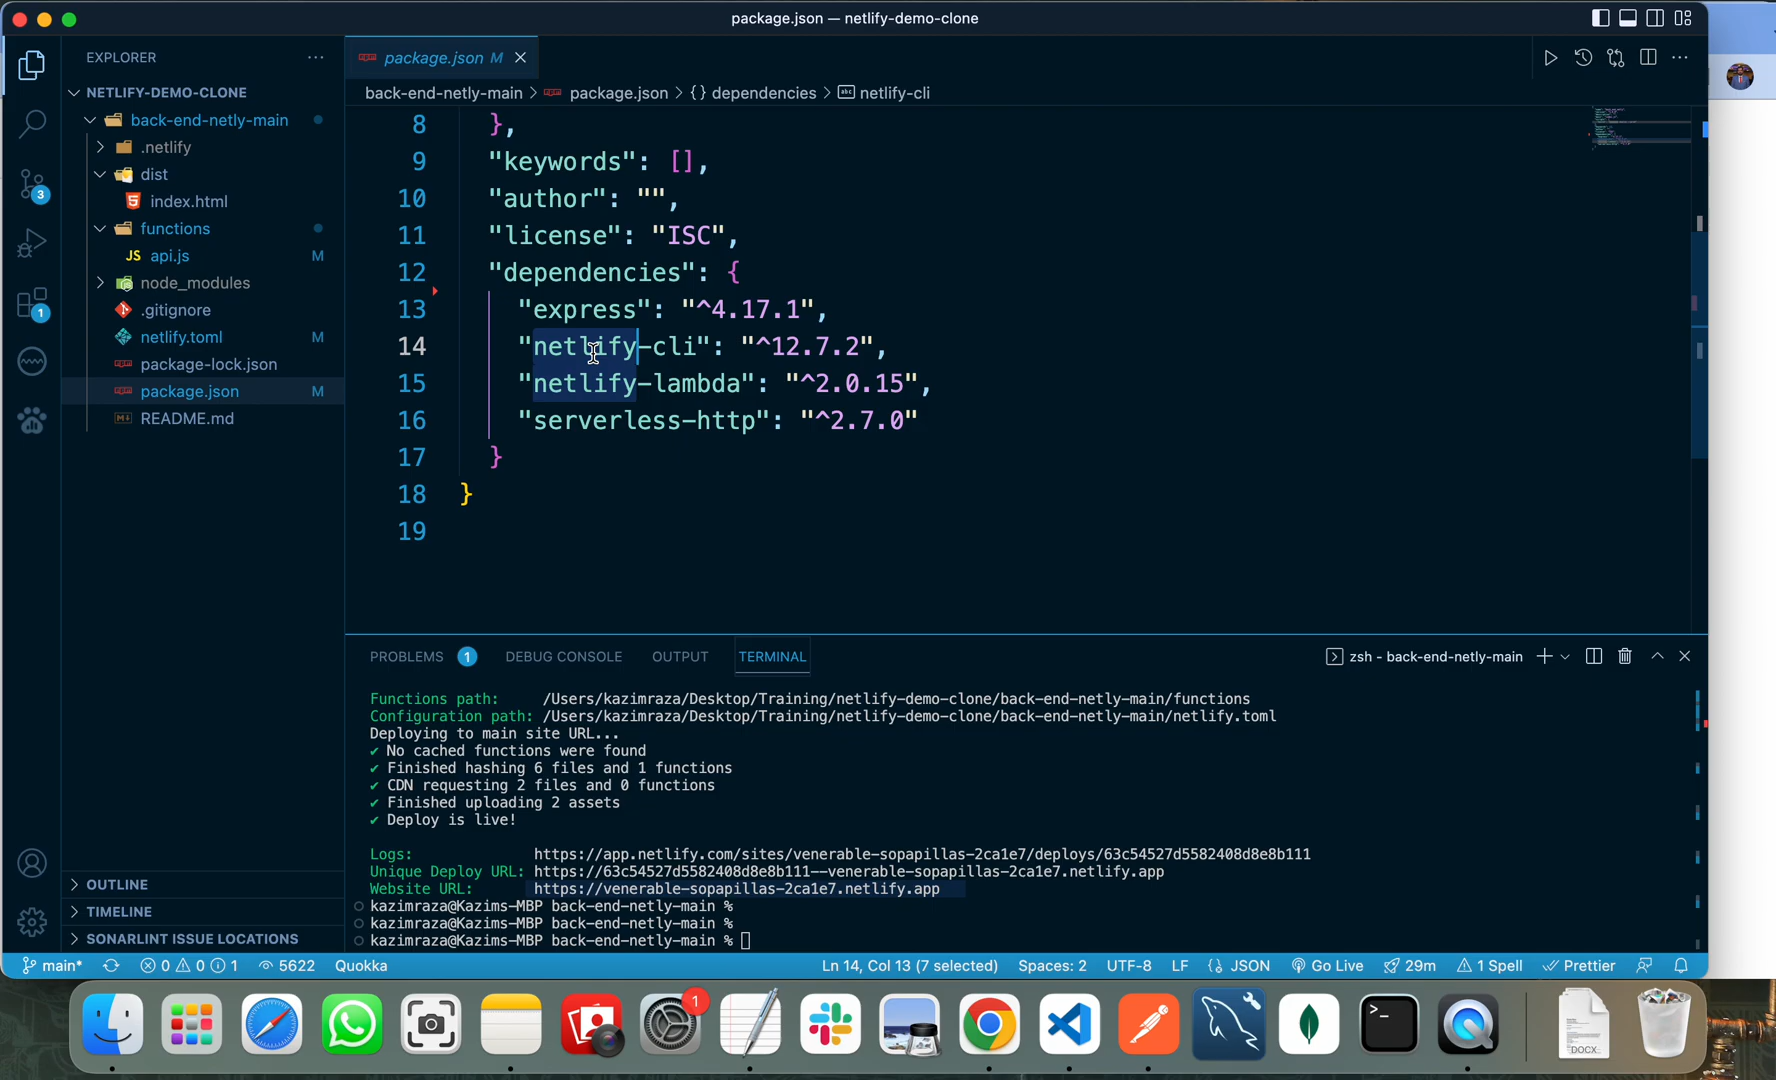 package.json — netlify-demo-clone
EXPLORER
package.json M
NETLIFY-DEMO-CLONE
back-end-netly-main > package.json > {} dependencies > netlify-cli
back-end-netly-main
.netlify
dist
index.html
functions
JS api.js M
node_modules
.gitignore
netlify.toml M
package-lock.json
package.json M
README.md
3
1
8 },
9 "keywords": [],
10 "author": "",
11 "license": "ISC",
12 "dependencies": {
13 "express": "^4.17.1",
14 "netlify-cli": "^12.7.2",
15 "netlify-lambda": "^2.0.15",
16 "serverless-http": "^2.7.0"
17 }
18 }
19
PROBLEMS 1 DEBUG CONSOLE OUTPUT TERMINAL zsh - back-end-netly-main
Functions path: /Users/kazimraza/Desktop/Training/netlify-demo-clone/back-end-netly-main/functions
Configuration path: /Users/kazimraza/Desktop/Training/netlify-demo-clone/back-end-netly-main/netlify.toml
Deploying to main site URL...
✔ No cached functions were found
✔ Finished hashing 6 files and 1 functions
✔ CDN requesting 2 files and 0 functions
✔ Finished uploading 2 assets
✔ Deploy is live!
Logs: https://app.netlify.com/sites/venerable-sopapillas-2ca1e7/deploys/63c54527d5582408d8e8b111
Unique Deploy URL: https://63c54527d5582408d8e8b111--venerable-sopapillas-2ca1e7.netlify.app
Website URL: https://venerable-sopapillas-2ca1e7.netlify.app
kazimraza@Kazims-MBP back-end-netly-main %
kazimraza@Kazims-MBP back-end-netly-main %
kazimraza@Kazims-MBP back-end-netly-main %
OUTLINE
TIMELINE
SONARLINT ISSUE LOCATIONS
main* 0 0 1 5622 Quokka Ln 14, Col 13 (7 selected) Spaces: 2 UTF-8 LF {} JSON Go Live 29m 1 Spell Prettier
1
DOCX